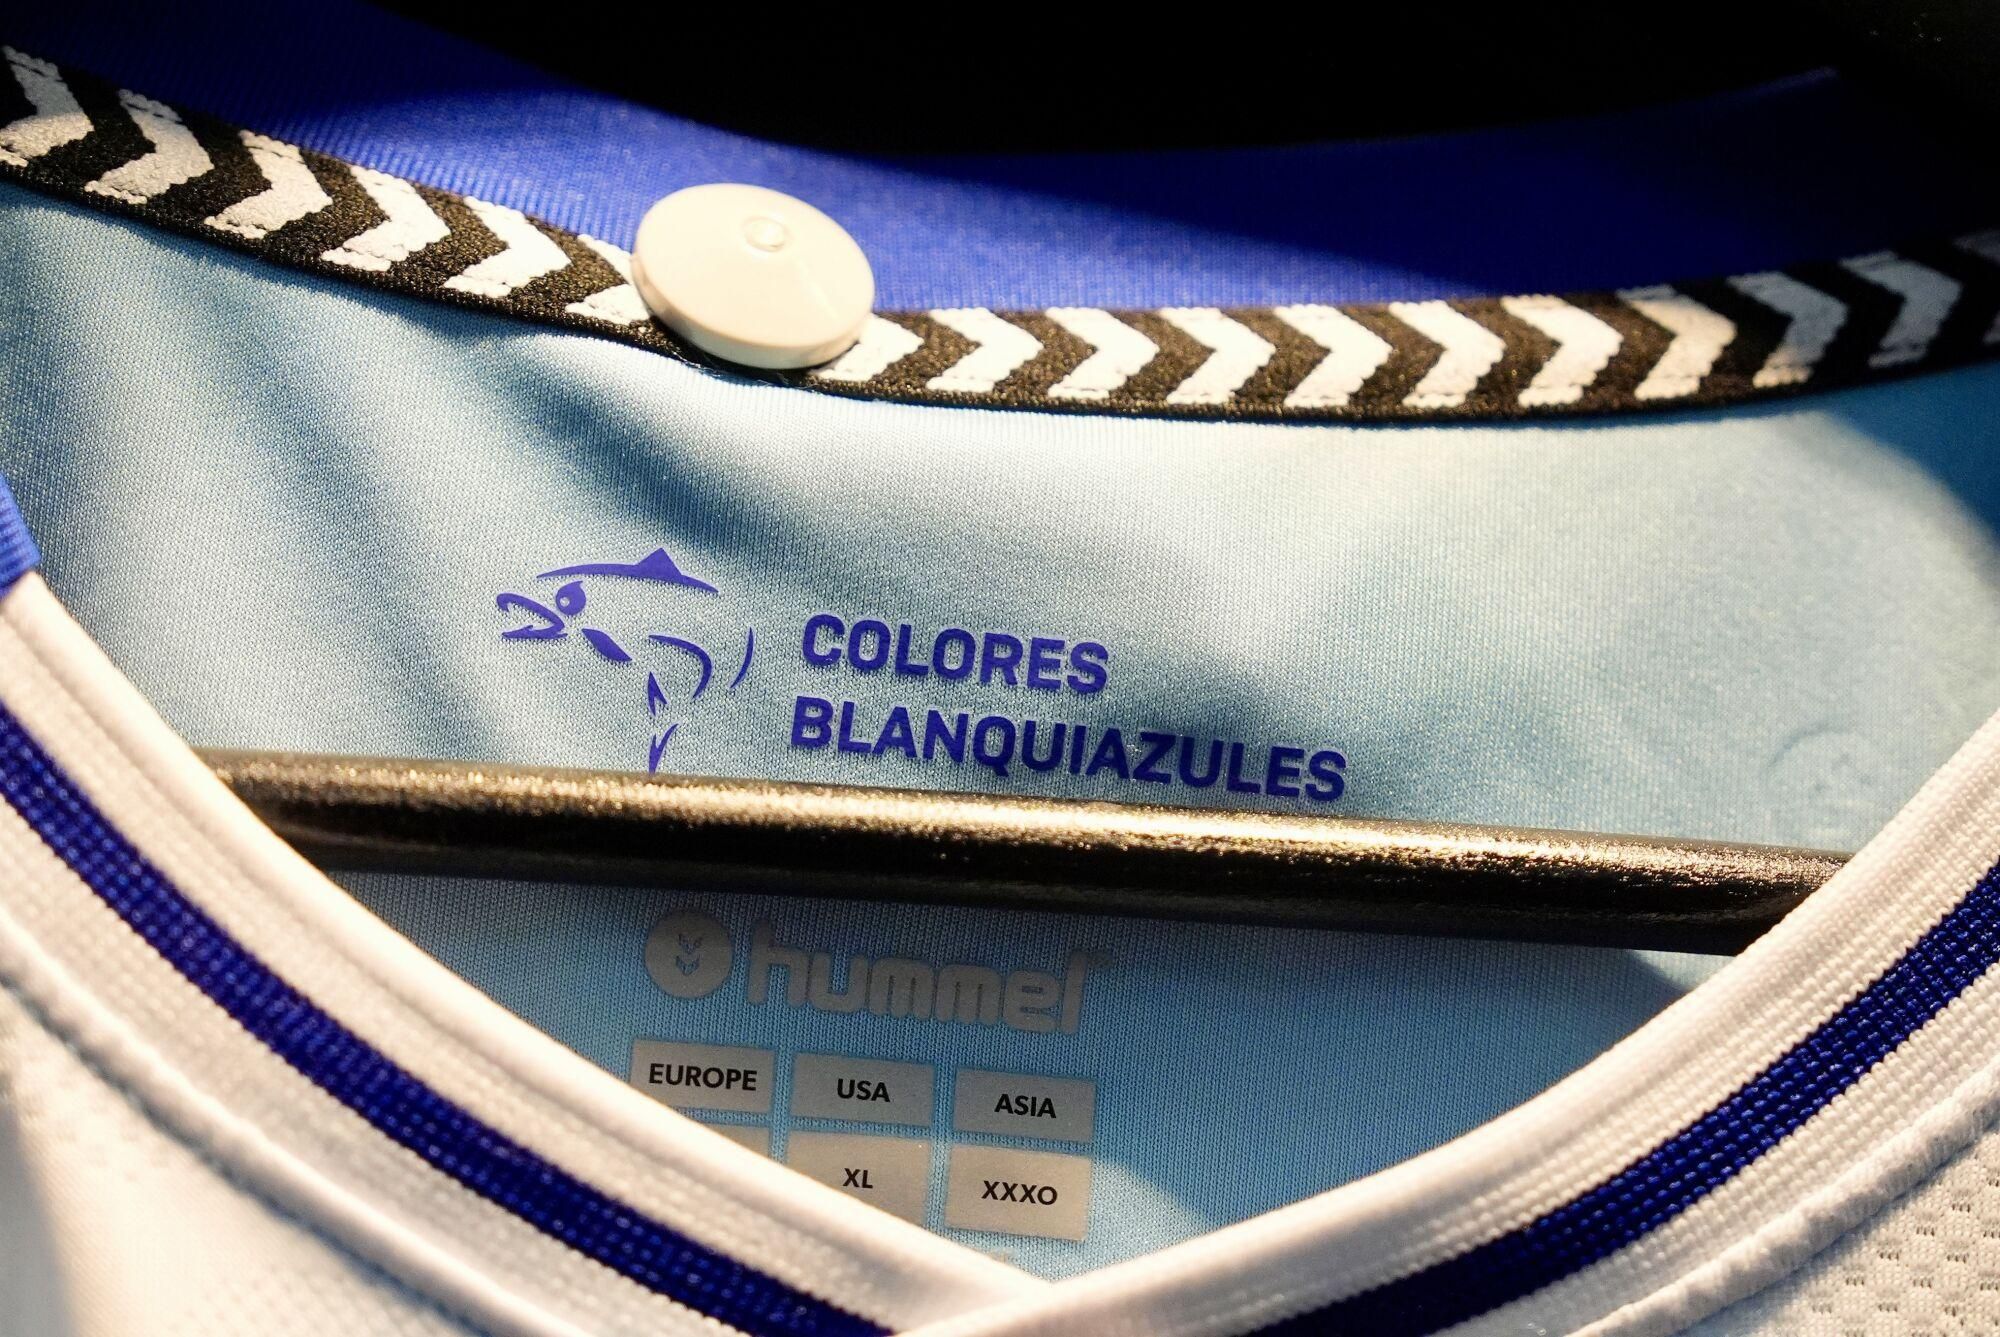 COLORES
BLANQUIAZULES
hummel®
EUROPE USA ASIA
XL XXXO